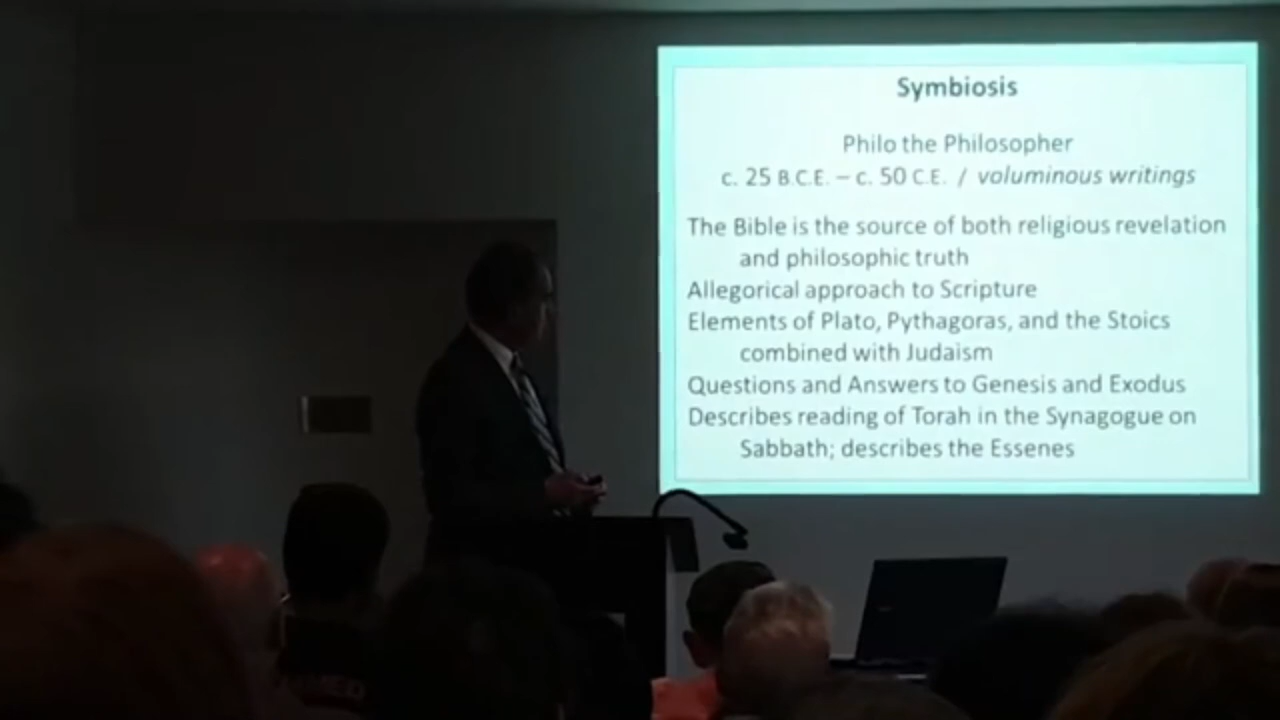 Symbiosis
Philo the Philosopher
c. 25 B.C.E. – c. 50 C.E. / voluminous writings
The Bible is the source of both religious revelation
and philosophic truth
Allegorical approach to Scripture
Elements of Plato, Pythagoras, and the Stoics
combined with Judaism
Questions and Answers to Genesis and Exodus
Describes reading of Torah in the Synagogue on
Sabbath; describes the Essenes